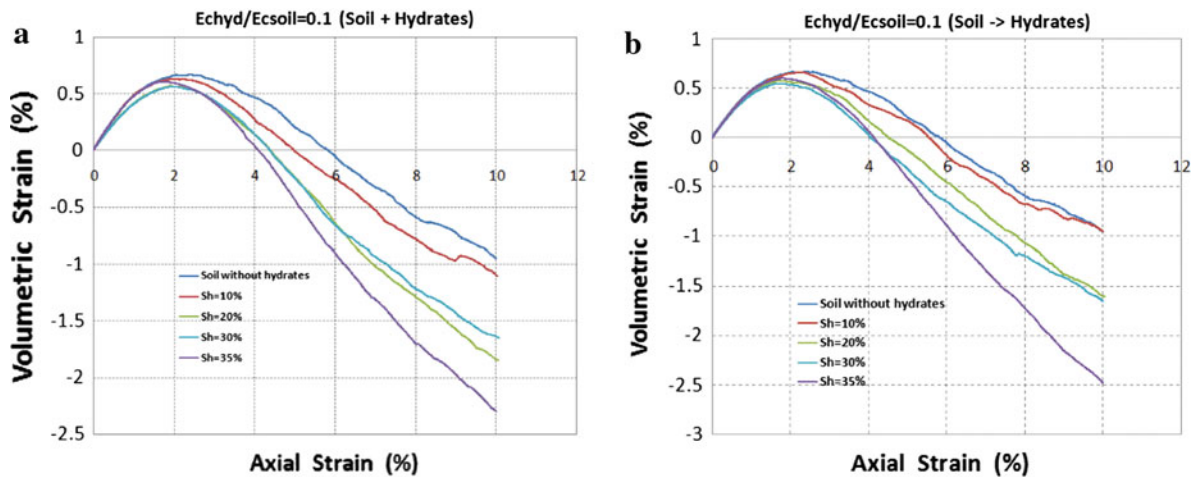 a
Echyd/Ecsoil=0.1 (Soil + Hydrates)
Volumetric Strain (%)
1
0.5
0
-0.5
-1
-1.5
-2
-2.5
0 2 4 6 8 10 12
Soil without hydrates
Sh=10%
Sh=20%
Sh=30%
Sh=35%
Axial Strain (%)
b
Echyd/Ecsoil=0.1 (Soil -> Hydrates)
Volumetric Strain (%)
1
0.5
0
-0.5
-1
-1.5
-2
-2.5
-3
0 2 4 6 8 10 12
Soil without hydrates
Sh=10%
Sh=20%
Sh=30%
Sh=35%
Axial Strain (%)